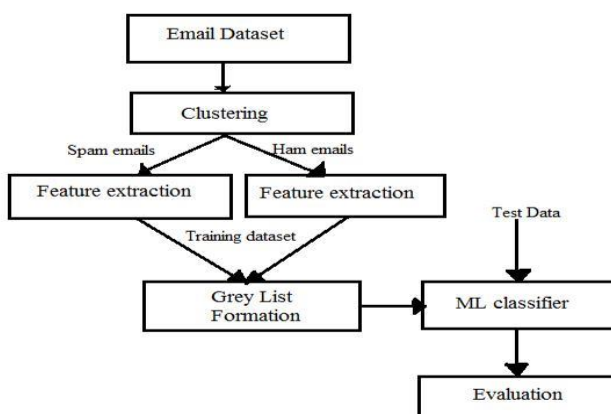 Email Dataset
Clustering
Spam emails
Ham emails
Feature extraction
Feature extraction
Test Data
Training dataset
Grey List
Formation
ML classifier
Evaluation